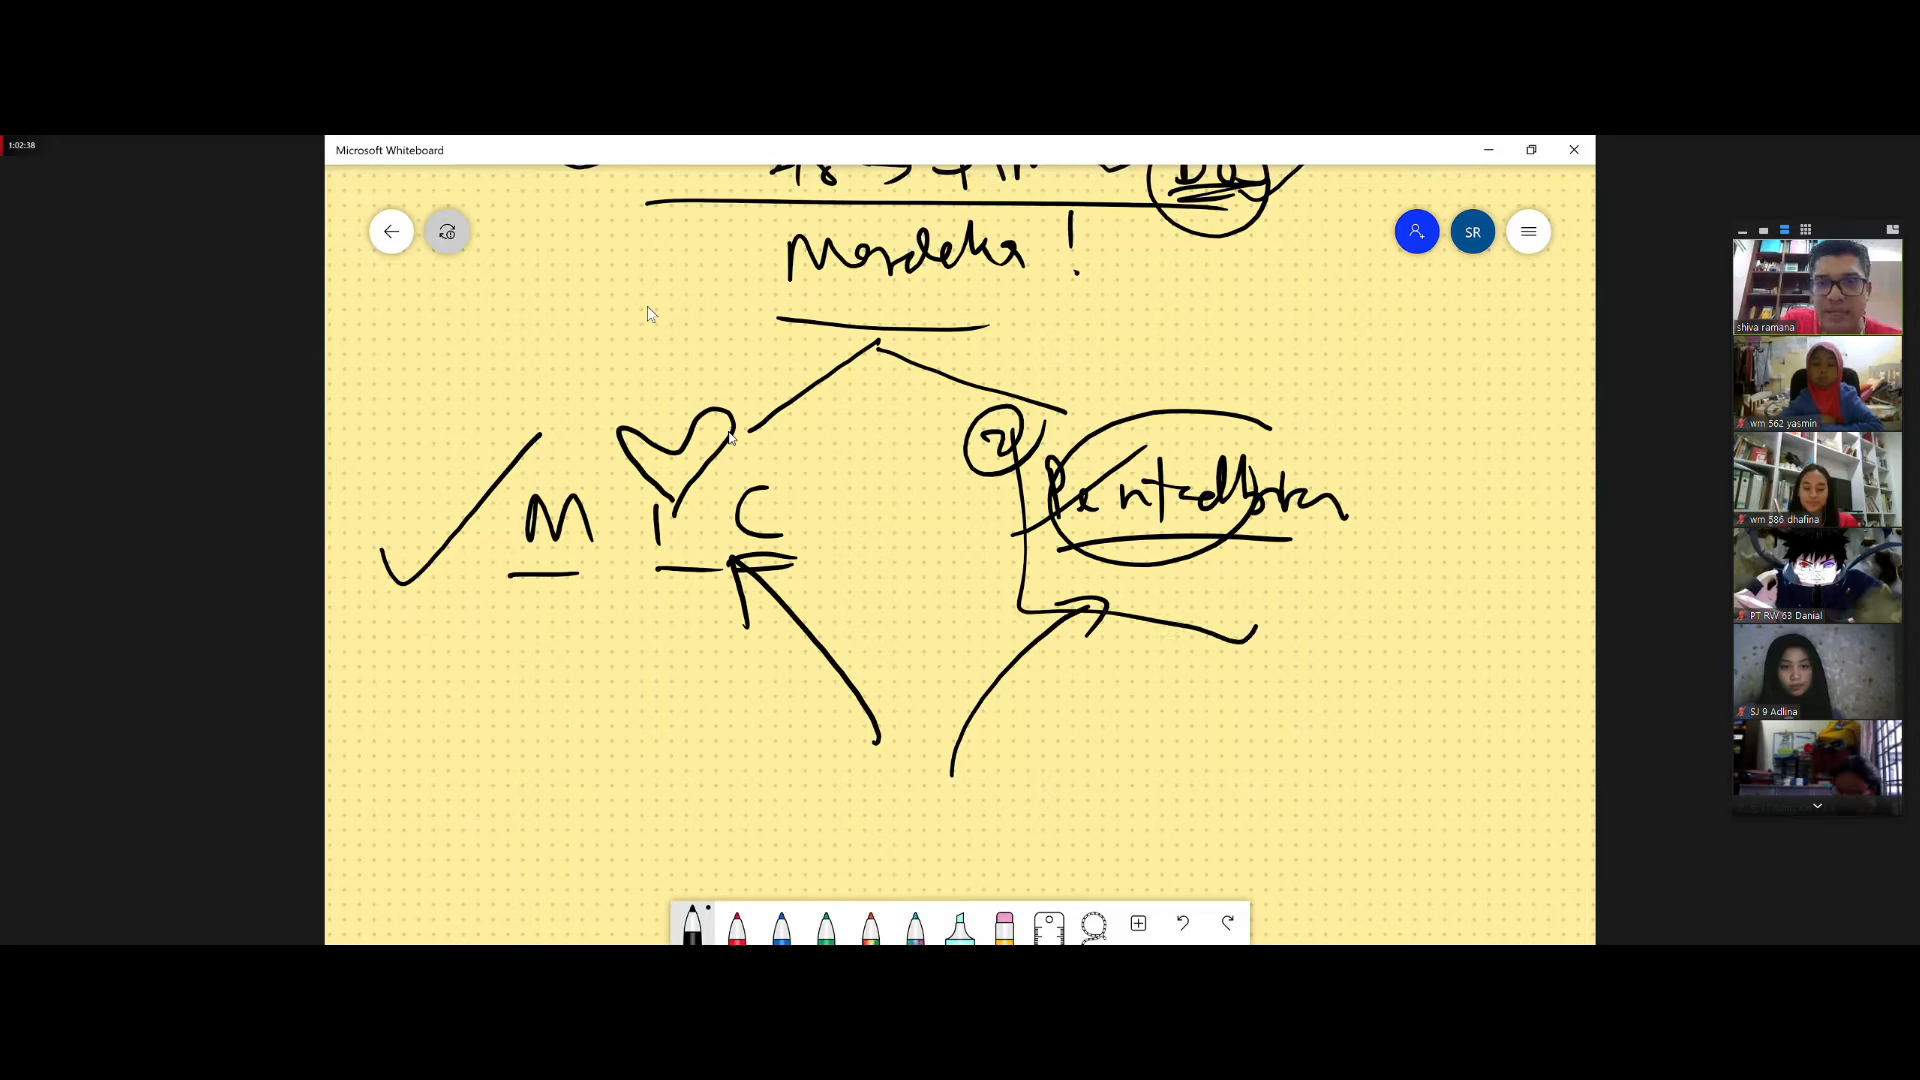 1:02:38
Microsoft Whiteboard
Merdeka !
SR
shiva ramana
wm 562 yasmin
2
M I C
wm 586 dhafina
PT RW 63 Danial
SJ 9 Adlina